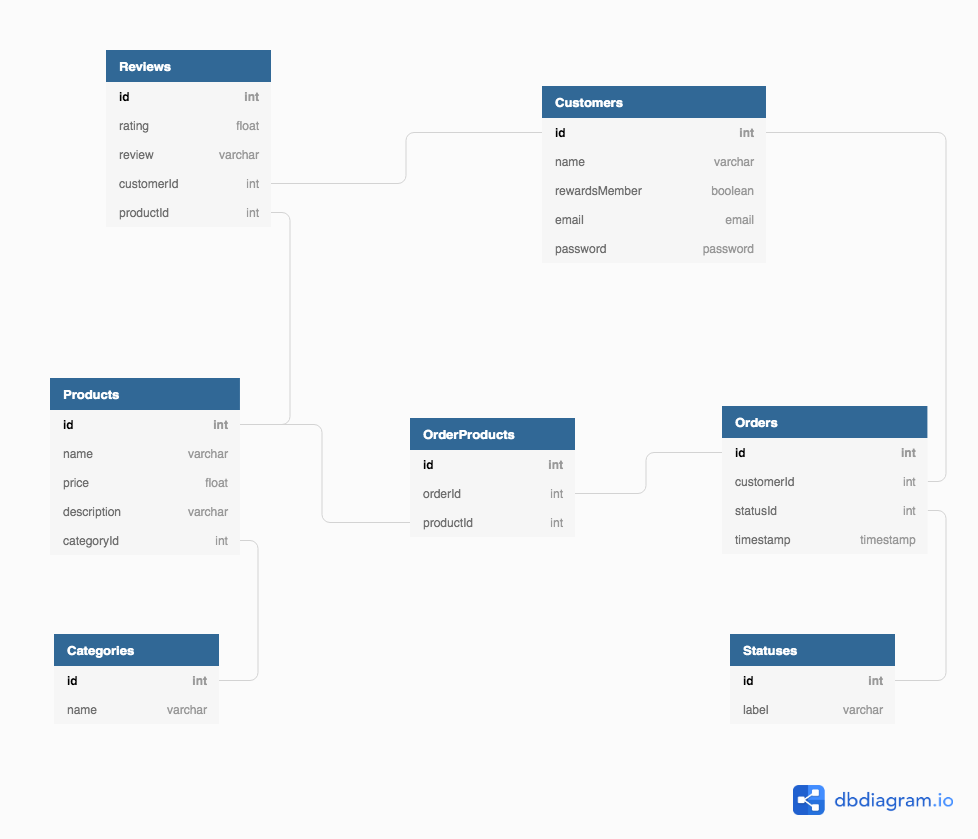 Reviews
id int
rating float
review varchar
customerId int
productId int
Customers
id int
name varchar
rewardsMember boolean
email email
password password
Products
id int
name varchar
price float
description varchar
categoryId int
OrderProducts
id int
orderId int
productId int
Orders
id int
customerId int
statusId int
timestamp timestamp
Categories
id int
name varchar
Statuses
id int
label varchar
dbdiagram.io